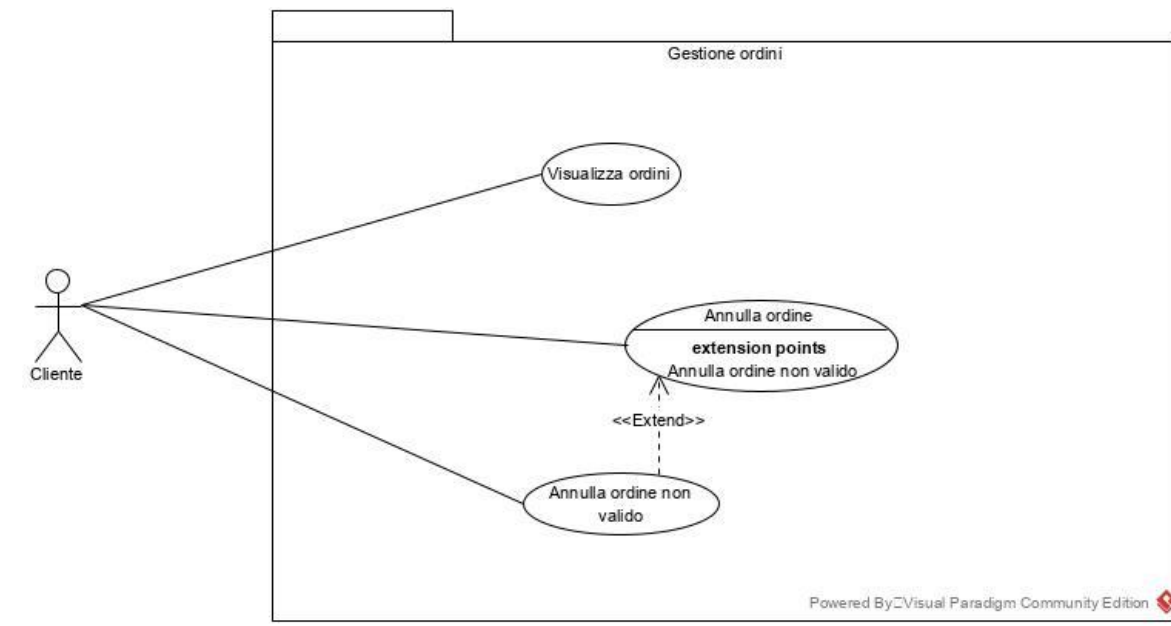 Gestione ordini
Visualizza ordini
Annulla ordine
extension points
Annulla ordine non valido
Cliente
<<Extend>>
Annulla ordine non
valido
Powered By Visual Paradigm Community Edition